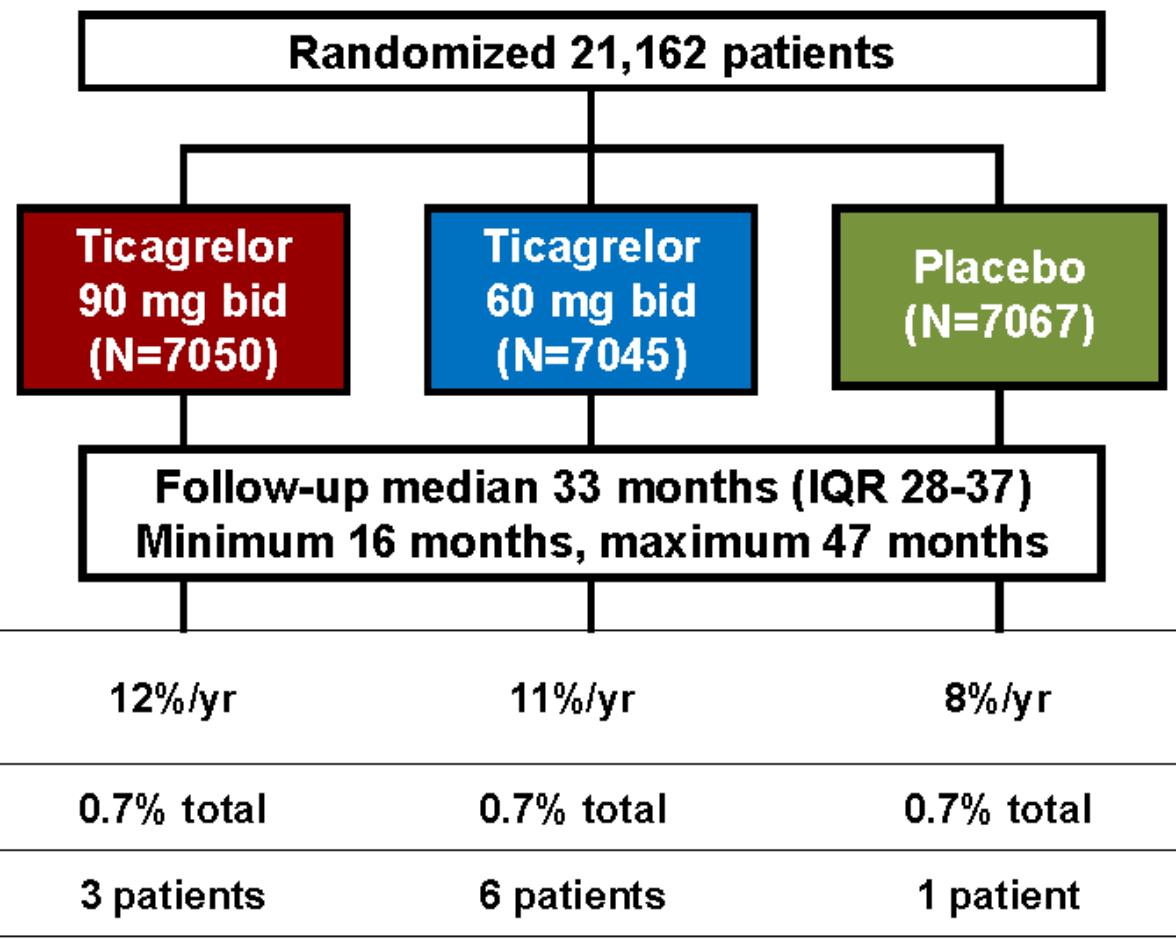 Randomized 21,162 patients
Ticagrelor
90 mg bid
(N=7050)
Ticagrelor
60 mg bid
(N=7045)
Placebo
(N=7067)
Follow-up median 33 months (IQR 28-37)
Minimum 16 months, maximum 47 months
12%/yr 11%/yr 8%/yr
0.7% total 0.7% total 0.7% total
3 patients 6 patients 1 patient